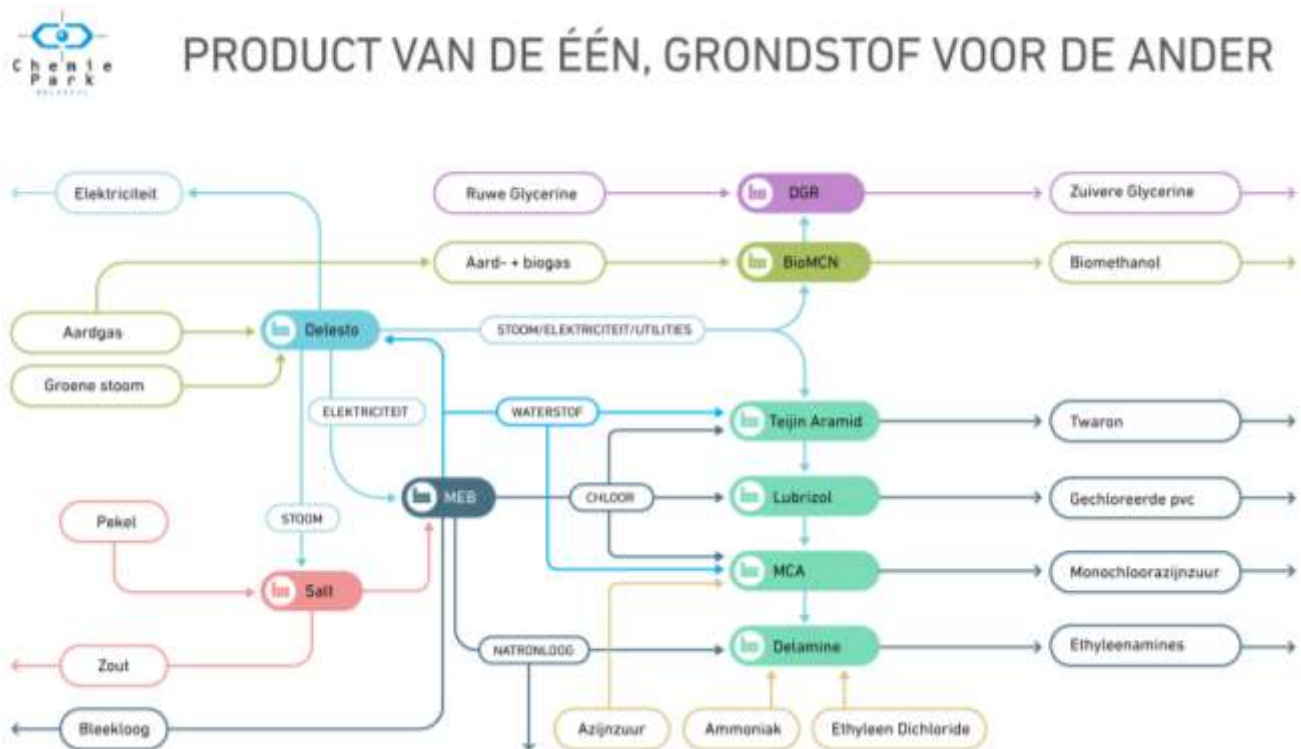 Chemie
Park
PRODUCT VAN DE ÉÉN, GRONDSTOF VOOR DE ANDER
Elektriciteit
Ruwe Glycerine
DGR
Zuivere Glycerine
Aard- + biogas
BioMCN
Biomethanol
Aardgas
Delesto
STOOM/ELEKTRICITEIT/UTILITIES
Groene stoom
ELEKTRICITEIT
WATERSTOF
Teijin Aramid
Twaron
MEB
CHLOOR
Lubrizol
Gechloreerde pvc
Pekel
STOOM
MCA
Monochloorazijnzuur
Salt
NATRONLOOG
Delamine
Ethyleenamines
Zout
Bleekloog
Azijnzuur
Ammoniak
Ethyleen Dichloride